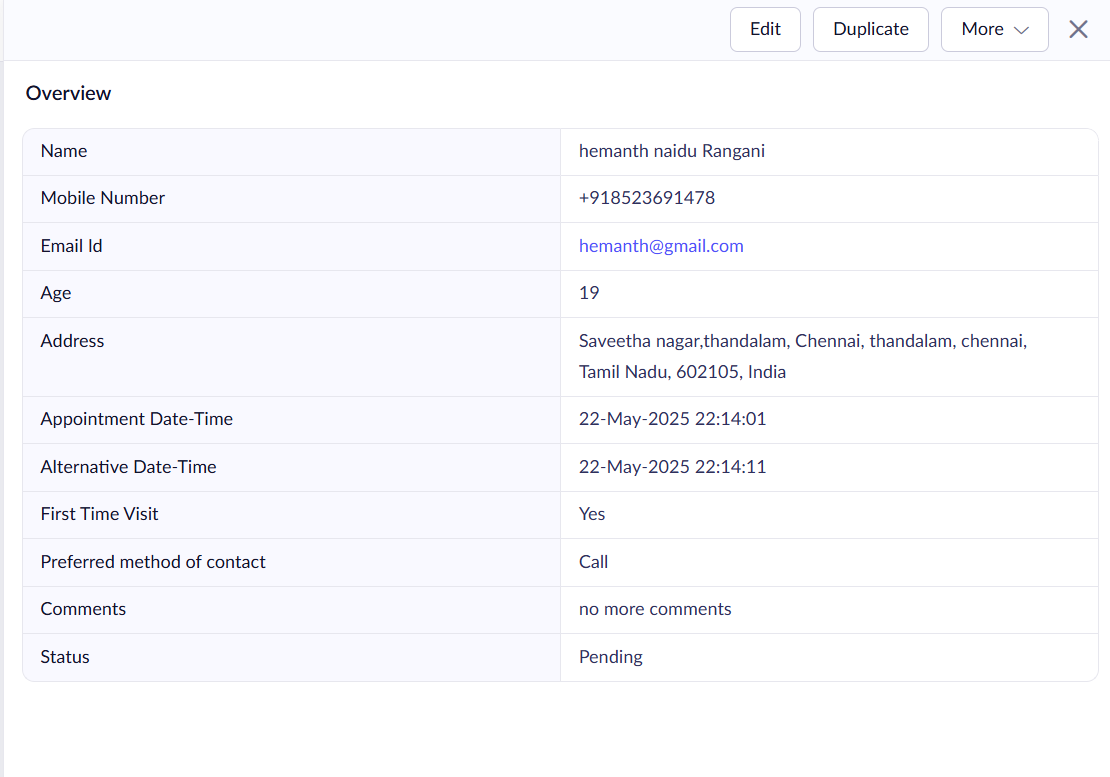 Edit Duplicate More
Overview
Name hemanth naidu Rangani
Mobile Number +918523691478
Email Id hemanth@gmail.com
Age 19
Address Saveetha nagar,thandalam, Chennai, thandalam, chennai,
Tamil Nadu, 602105, India
Appointment Date-Time 22-May-2025 22:14:01
Alternative Date-Time 22-May-2025 22:14:11
First Time Visit Yes
Preferred method of contact Call
Comments no more comments
Status Pending